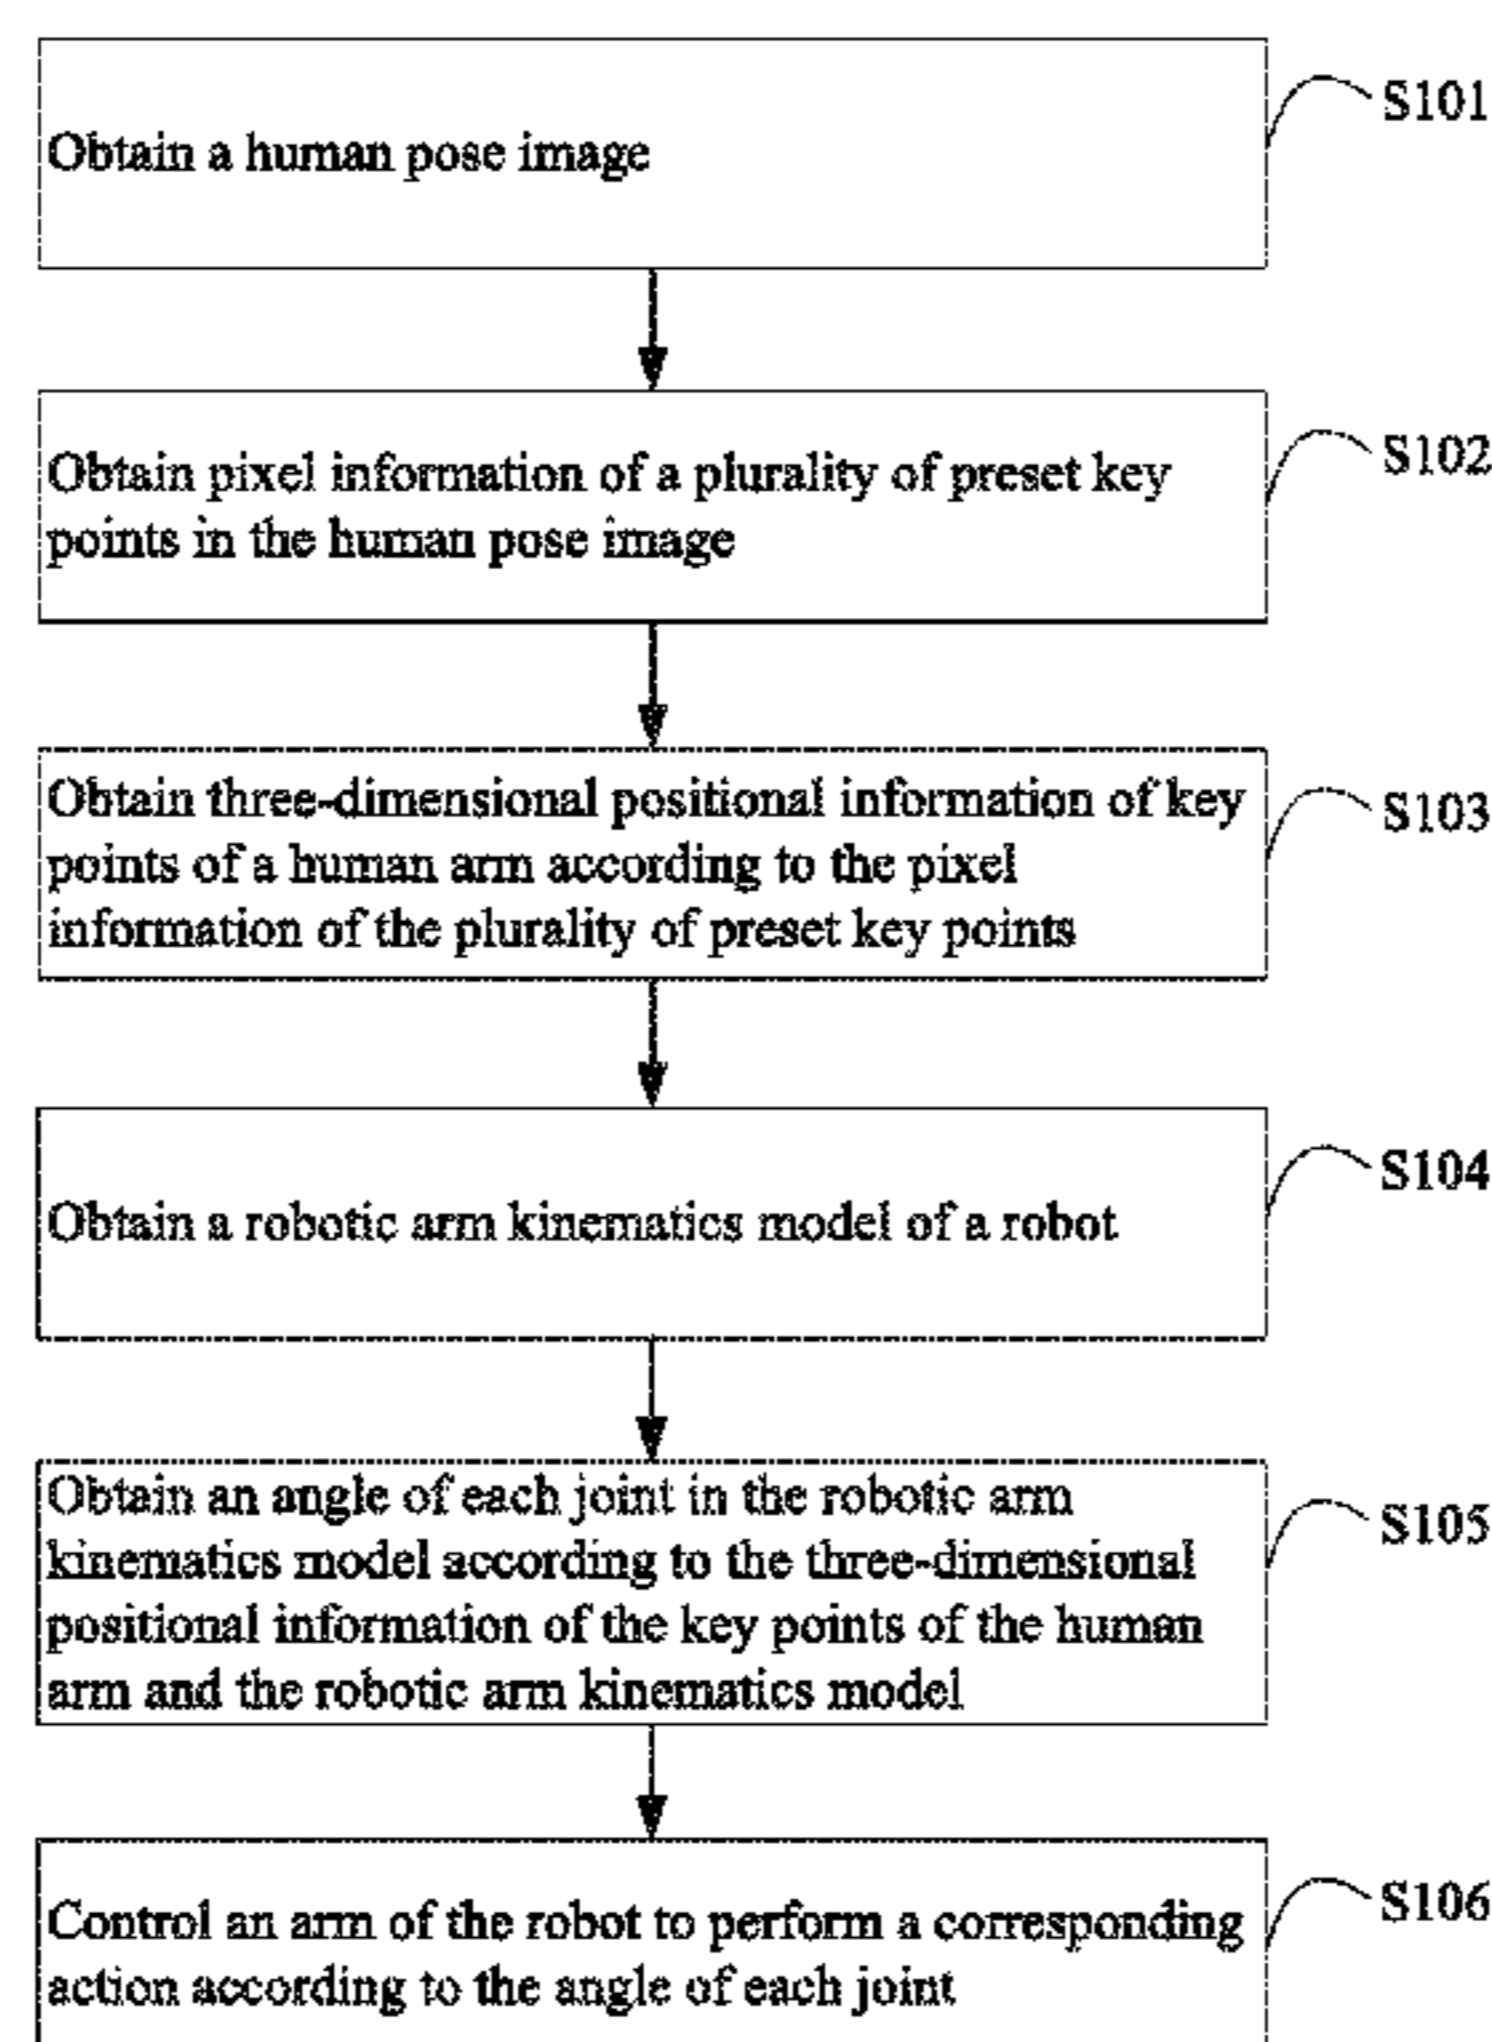 S101
Obtain a human pose image
S102
Obtain pixel information of a plurality of preset key
points in the human pose image
S103
Obtain three-dimensional positional information of key
points of a human arm according to the pixel
information of the plurality of preset key points
S104
Obtain a robotic arm kinematics model of a robot
S105
Obtain an angle of each joint in the robotic arm
kinematics model according to the three-dimensional
positional information of the key points of the human
arm and the robotic arm kinematics model
S106
Control an arm of the robot to perform a corresponding
action according to the angle of each joint